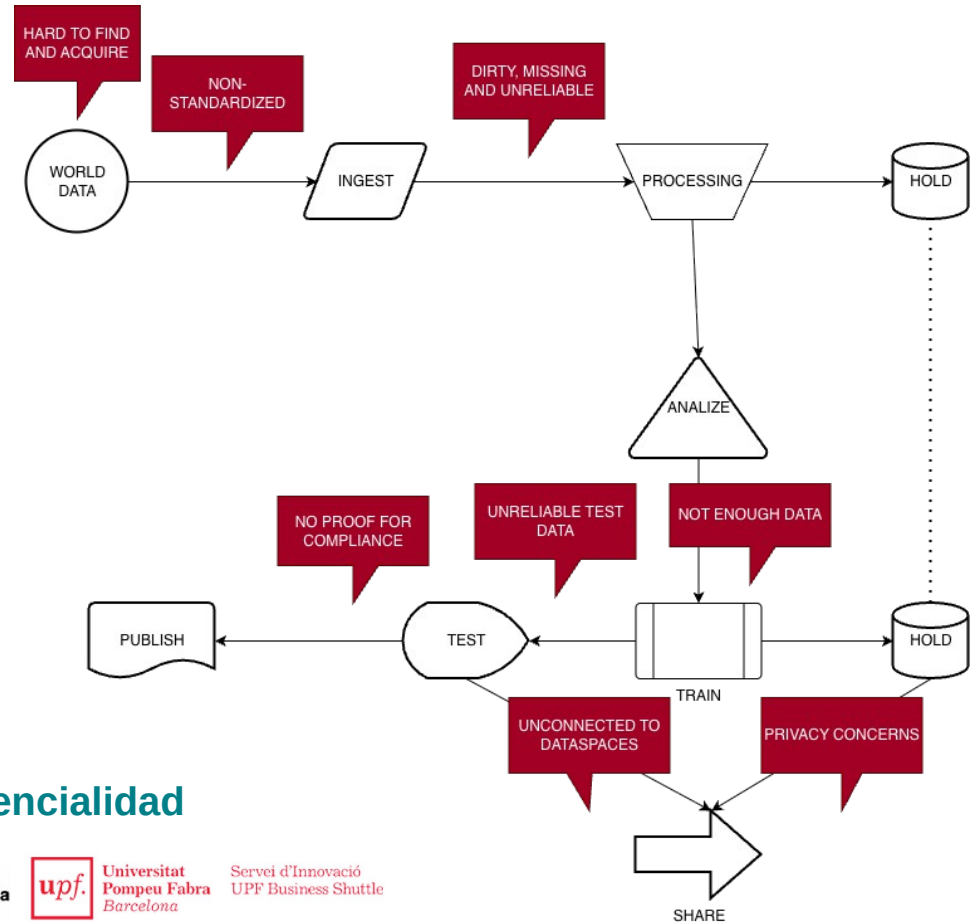 HARD TO FIND
AND ACQUIRE
NON-
STANDARDIZED
DIRTY, MISSING
AND UNRELIABLE
WORLD
DATA
INGEST
PROCESSING
HOLD
ANALIZE
NO PROOF FOR
COMPLIANCE
UNRELIABLE TEST
DATA
NOT ENOUGH DATA
PUBLISH
TEST
TRAIN
HOLD
UNCONNECTED TO
DATASPACES
PRIVACY CONCERNS
SHARE
encialidad
a
upf.
Universitat
Pompeu Fabra
Barcelona
Servei d'Innovació
UPF Business Shuttle